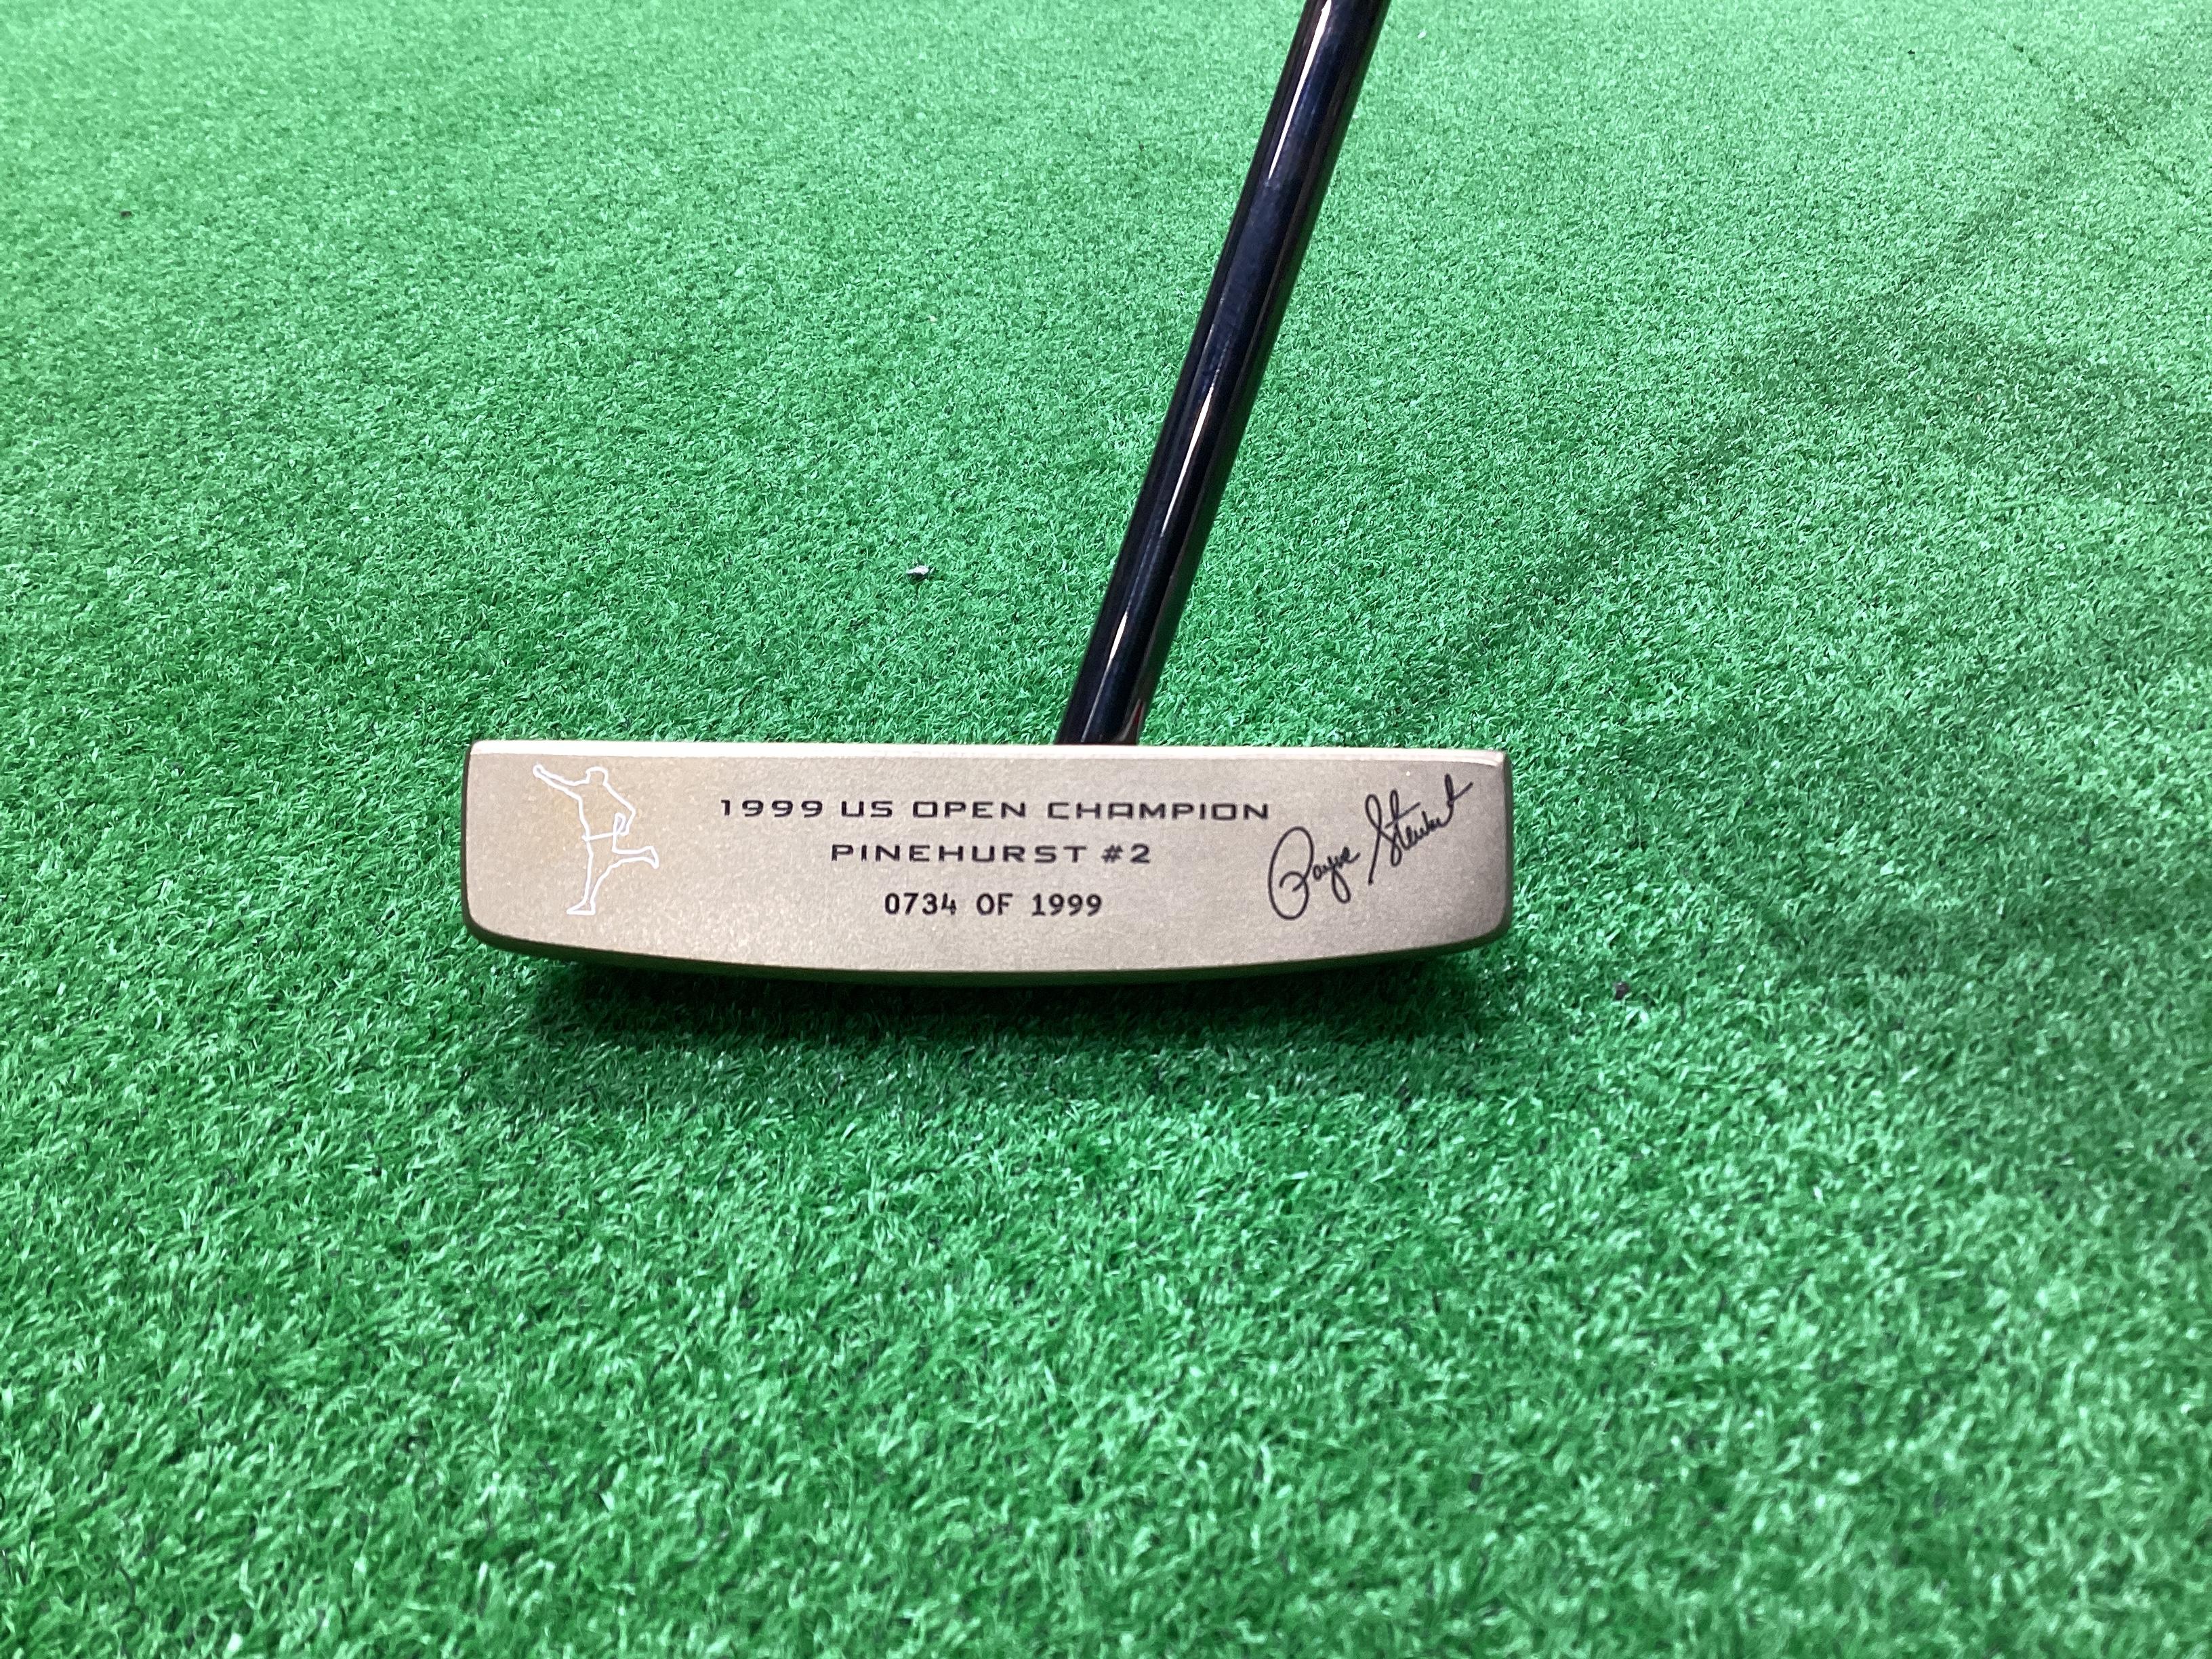 1999 US OPEN CHAMPION
PINEHURST #2
0734 OF 1999
Payne Stewart